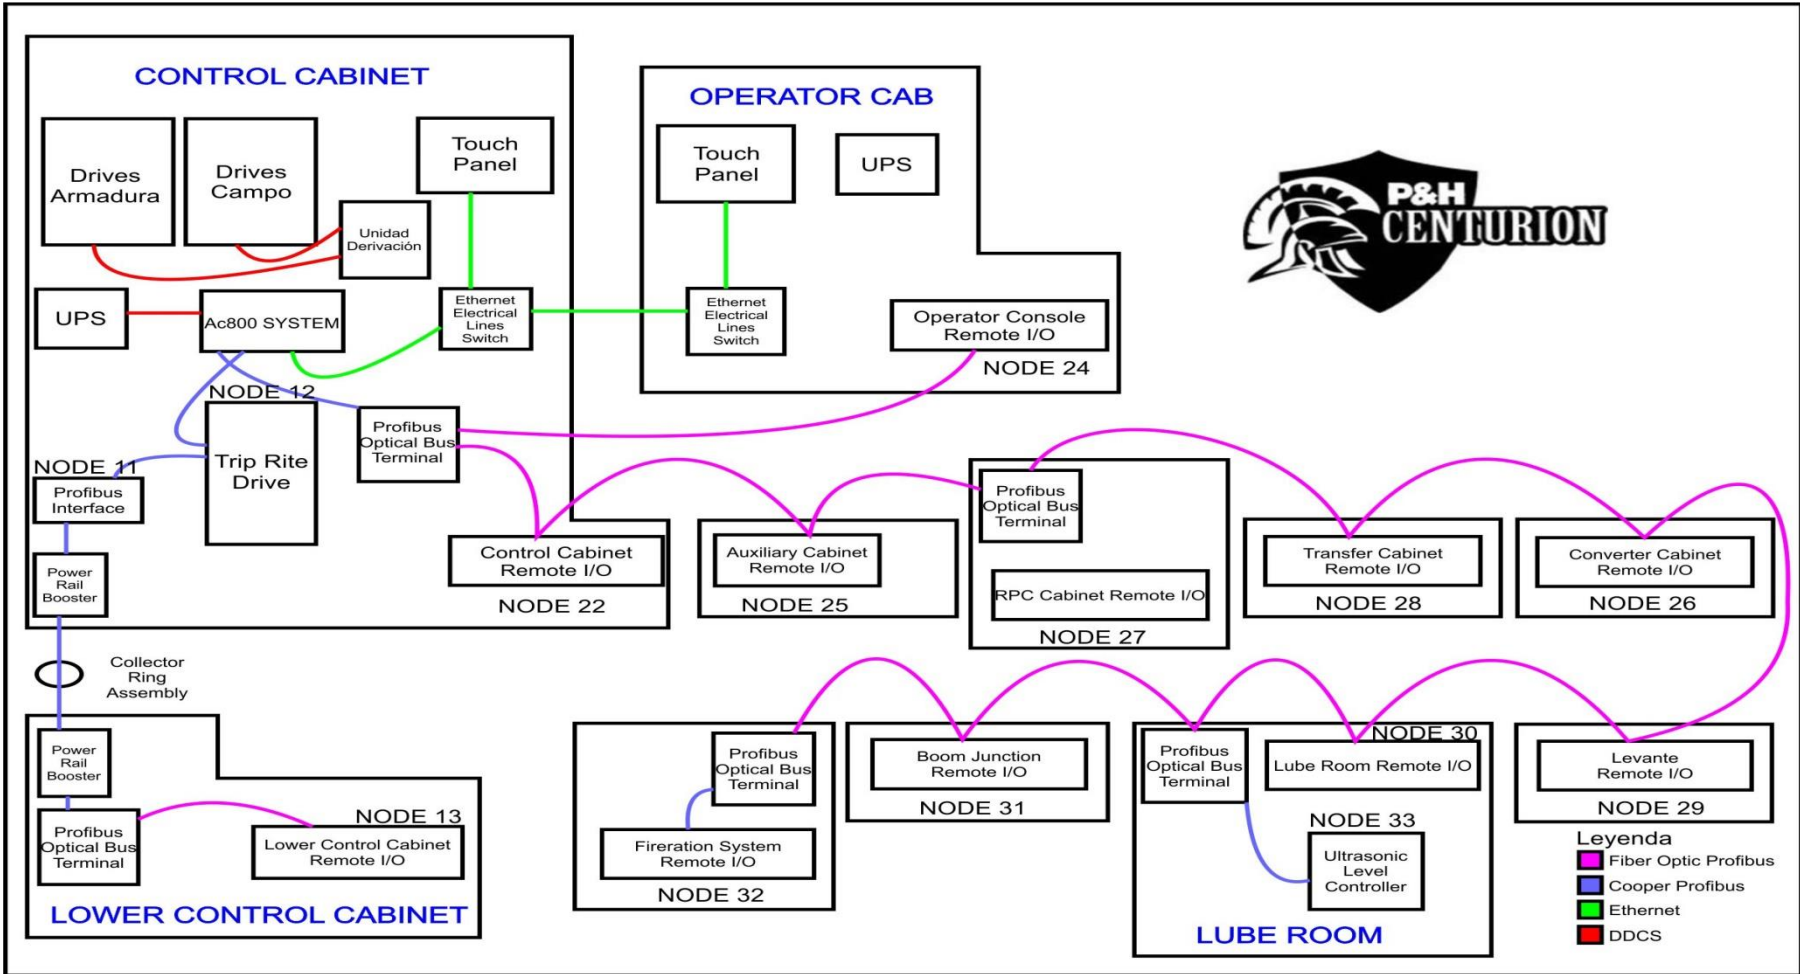 CONTROL CABINET
Drives
Armadura
Drives
Campo
Touch
Panel
Unidad
Derivación
UPS
Ac800 SYSTEM
Ethernet
Electrical
Lines
Switch
NODE 12
Trip Rite
Drive
Profibus
Optical Bus
Terminal
NODE 11
Profibus
Interface
Power
Rail
Booster
Control Cabinet
Remote I/O
NODE 22
OPERATOR CAB
Touch
Panel
UPS
Ethernet
Electrical
Lines
Switch
Operator Console
Remote I/O
NODE 24
P&H
CENTURION
Auxiliary Cabinet
Remote I/O
NODE 25
Profibus
Optical Bus
Terminal
RPC Cabinet Remote I/O
NODE 27
Transfer Cabinet
Remote I/O
NODE 28
Converter Cabinet
Remote I/O
NODE 26
Collector
Ring
Assembly
Power
Rail
Booster
Profibus
Optical Bus
Terminal
NODE 13
Lower Control Cabinet
Remote I/O
LOWER CONTROL CABINET
Profibus
Optical Bus
Terminal
Fireration System
Remote I/O
NODE 32
Boom Junction
Remote I/O
NODE 31
Profibus
Optical Bus
Terminal
NODE 30
Lube Room Remote I/O
NODE 33
Ultrasonic
Level
Controller
LUBE ROOM
Levante
Remote I/O
NODE 29
Leyenda
Fiber Optic Profibus
Cooper Profibus
Ethernet
DDCS